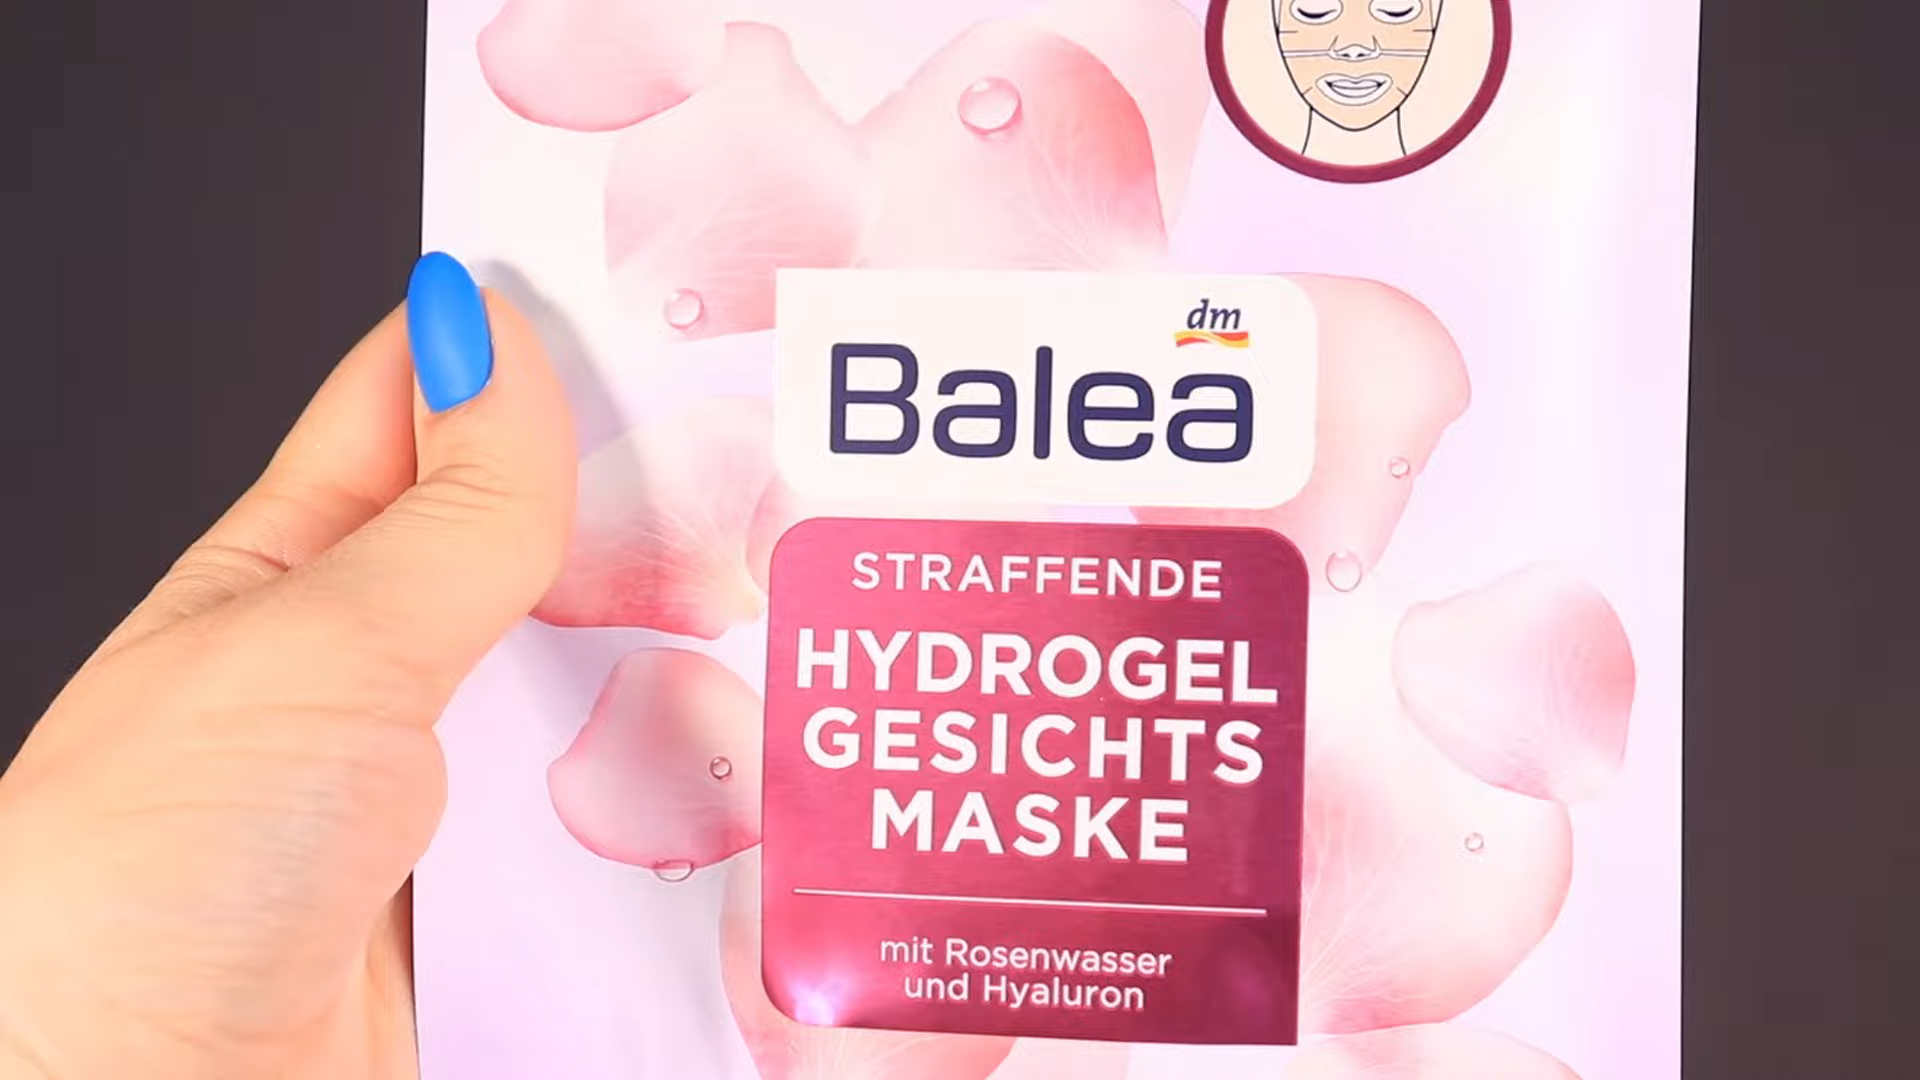 dm
Balea
STRAFFENDE
HYDROGEL
GESICHTS
MASKE
mit Rosenwasser
und Hyaluron